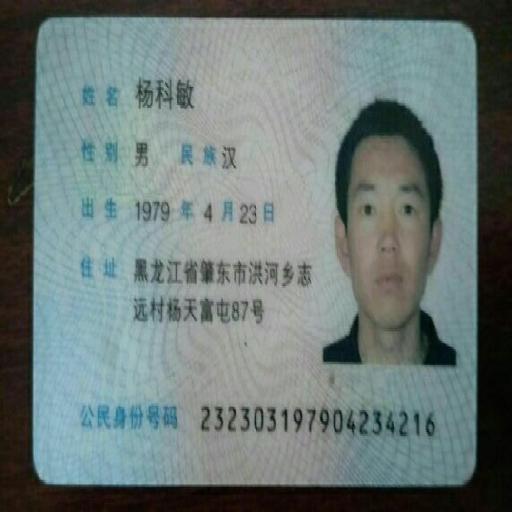 姓名 杨科敏
性别 男 民族 汉
出生 1979 年 4 月 23 日
住址 黑龙江省肇东市洪河乡志
远村杨天富屯87号
公民身份号码 232303197904234216